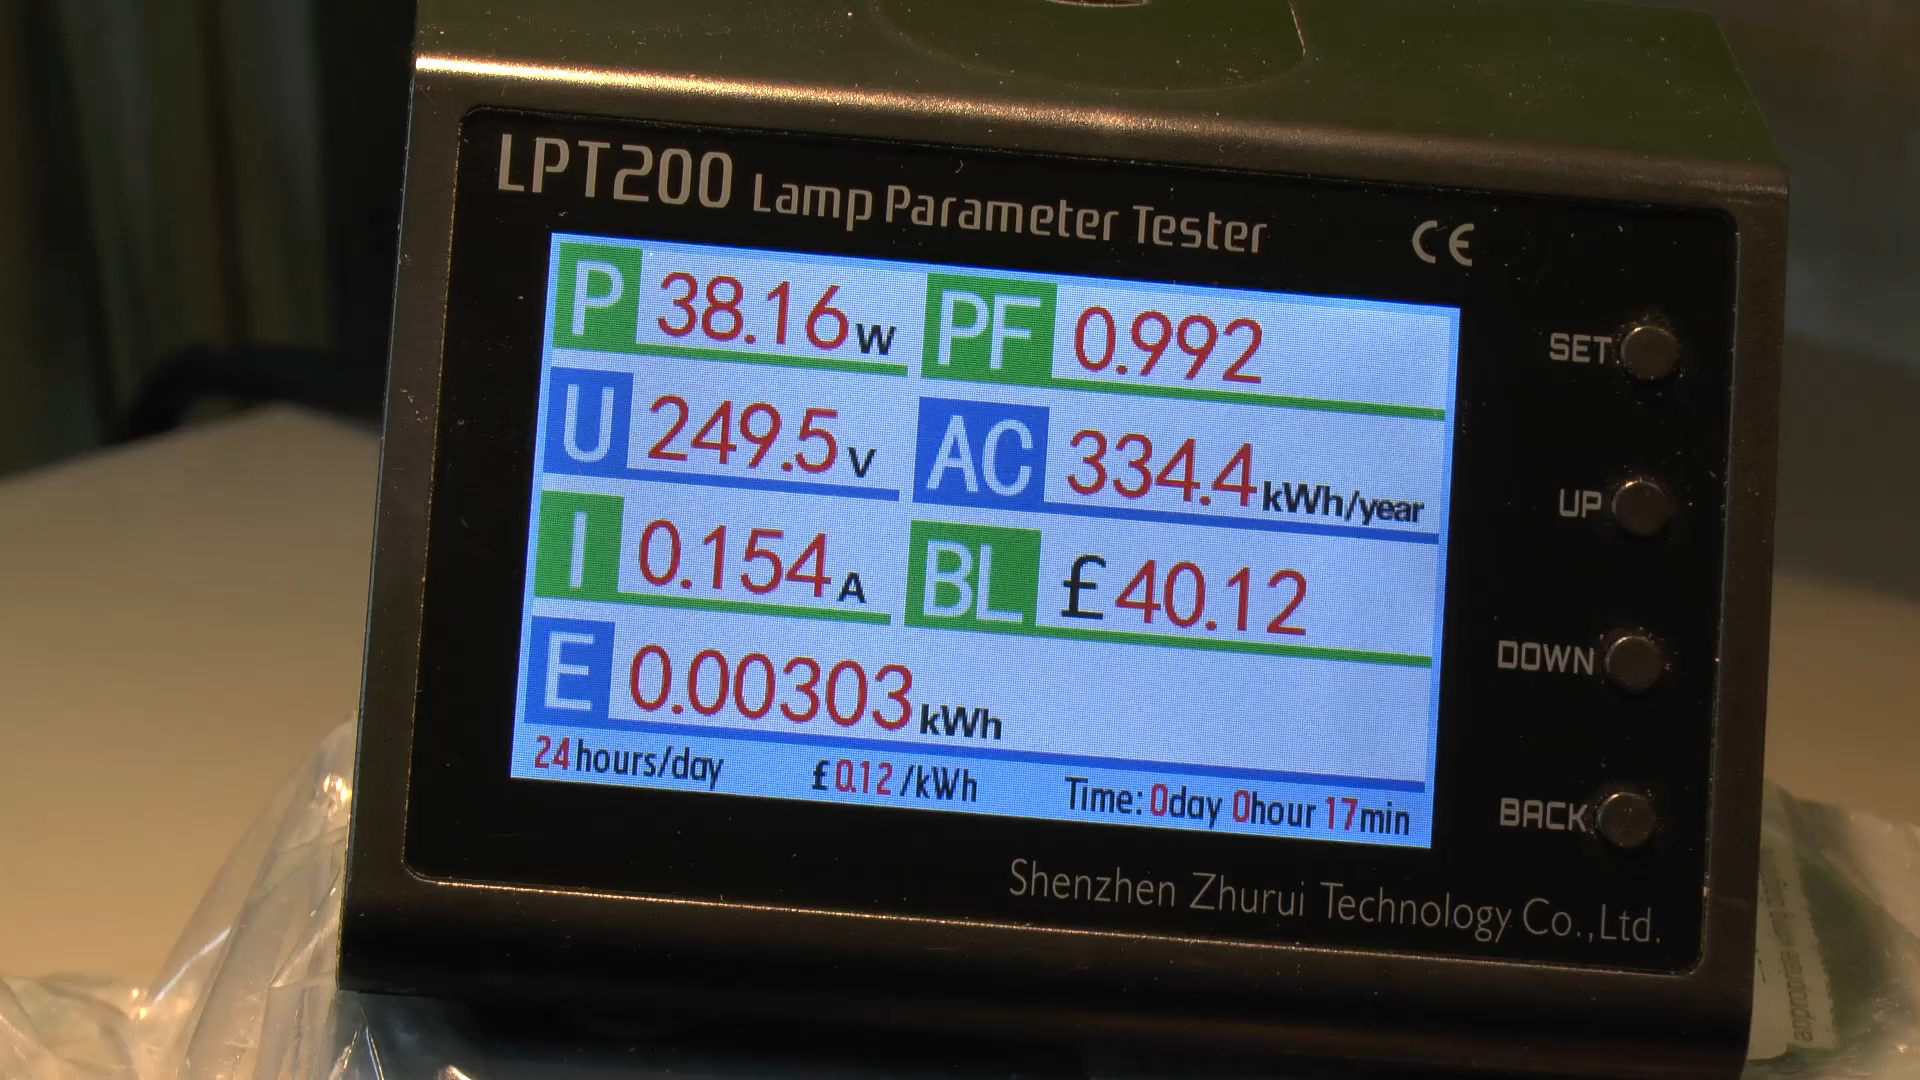 LPT200 Lamp Parameter Tester CE
P 38.16 W PF 0.992
U 249.5 V AC 334.4 kWh/year
I 0.154 A BL £ 40.12
E 0.00303 kWh
24 hours/day £ 0.12 /kWh Time: 0day 0hour 17min
SET
UP
DOWN
BACK
Shenzhen Zhurui Technology Co.,Ltd.